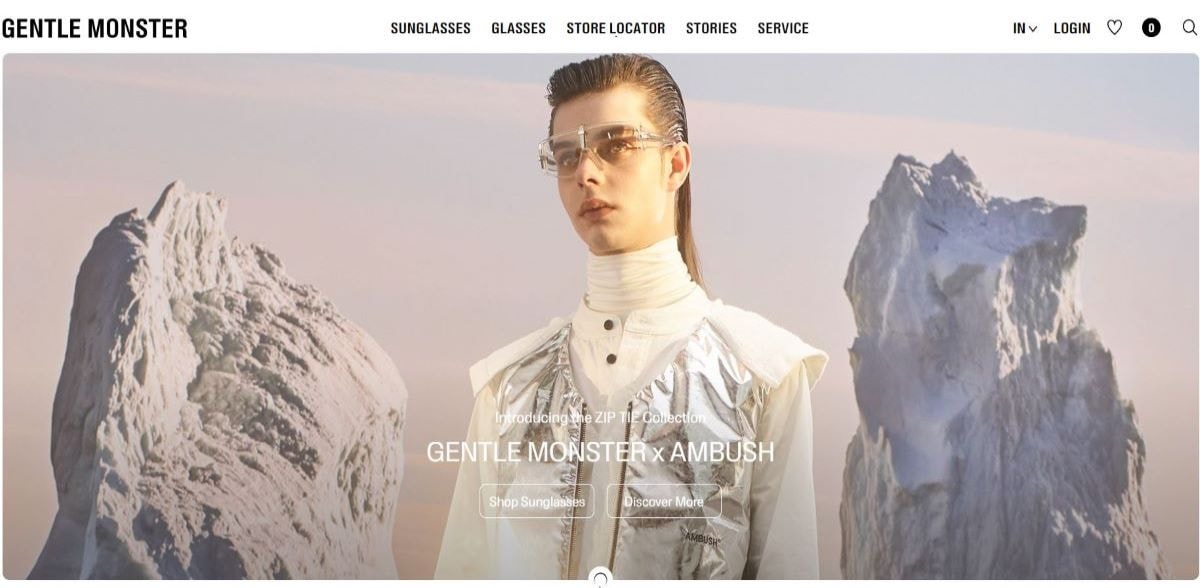 GENTLE MONSTER SUNGLASSES GLASSES STORE LOCATOR STORIES SERVICE IN LOGIN 0
Introducing the ZIP TIE Collection
GENTLE MONSTER x AMBUSH
Shop Sunglasses Discover More
"AMBUSH"